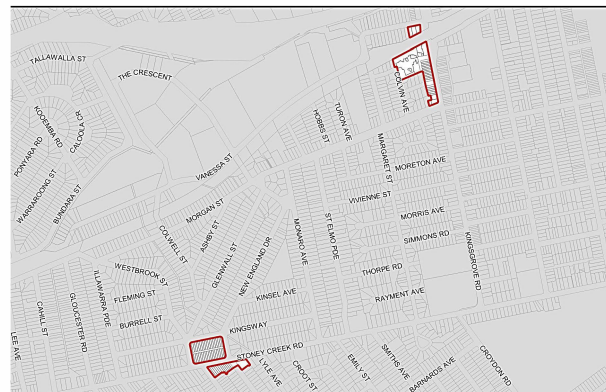 TALLAWALLA ST
THE CRESCENT
KOOEMBA RD
CALOOLA CR
PONYARA RD
WARRAROONG ST
BUNDARA ST
VANESSA ST
HOBBS ST
TURON AVE
COLVIN AVE
MARGARET ST
MORETON AVE
MORGAN ST
VIVIENNE ST
COLWELL ST
ASHBY ST
GLENWALL ST
NEW ENGLAND DR
MONARO AVE
ST ELMO PDE
MORRIS AVE
SIMMONS RD
KINGSGROVE RD
WESTBROOK ST
THORPE RD
FLEMING ST
KINSEL AVE
RAYMENT AVE
ILLAWARRA PDE
GLOUCESTER RD
CAHILL ST
LEE AVE
BURRELL ST
KINGSWAY
STONEY CREEK RD
LYLE AVE
CROOT ST
EMILY ST
SMITHS AVE
BARNARDS AVE
CROYDON RD